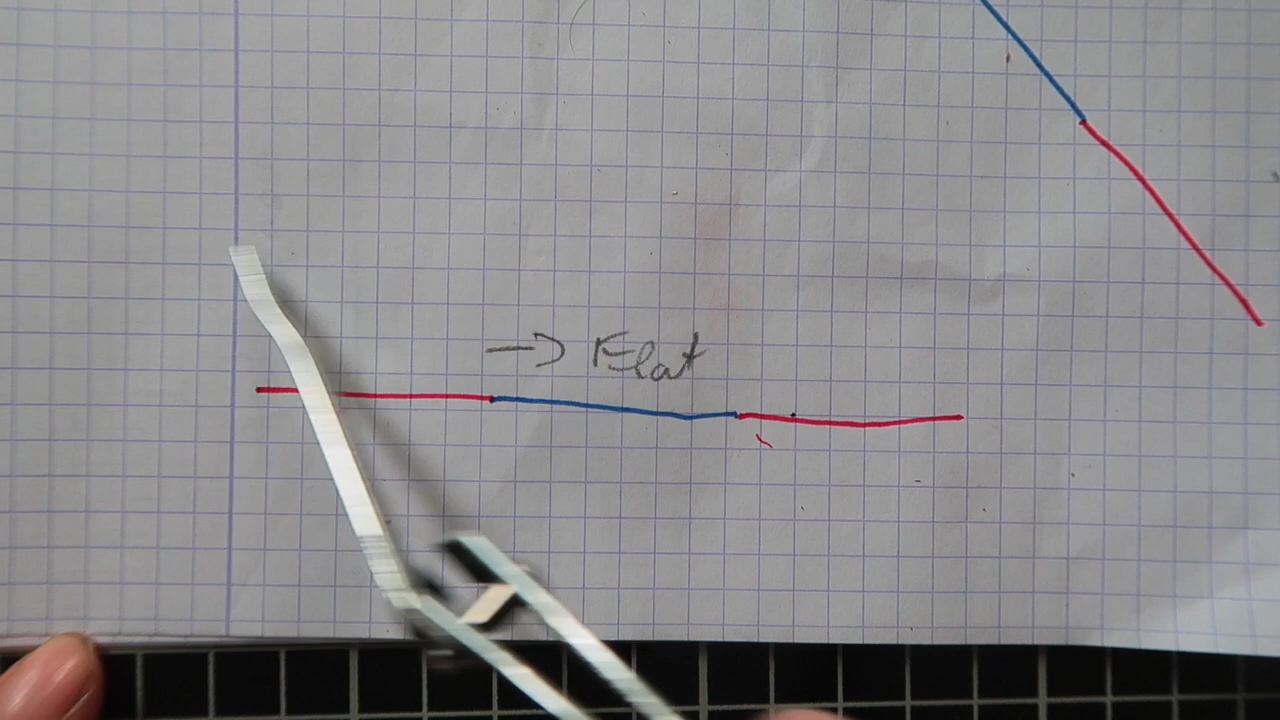 → Flat